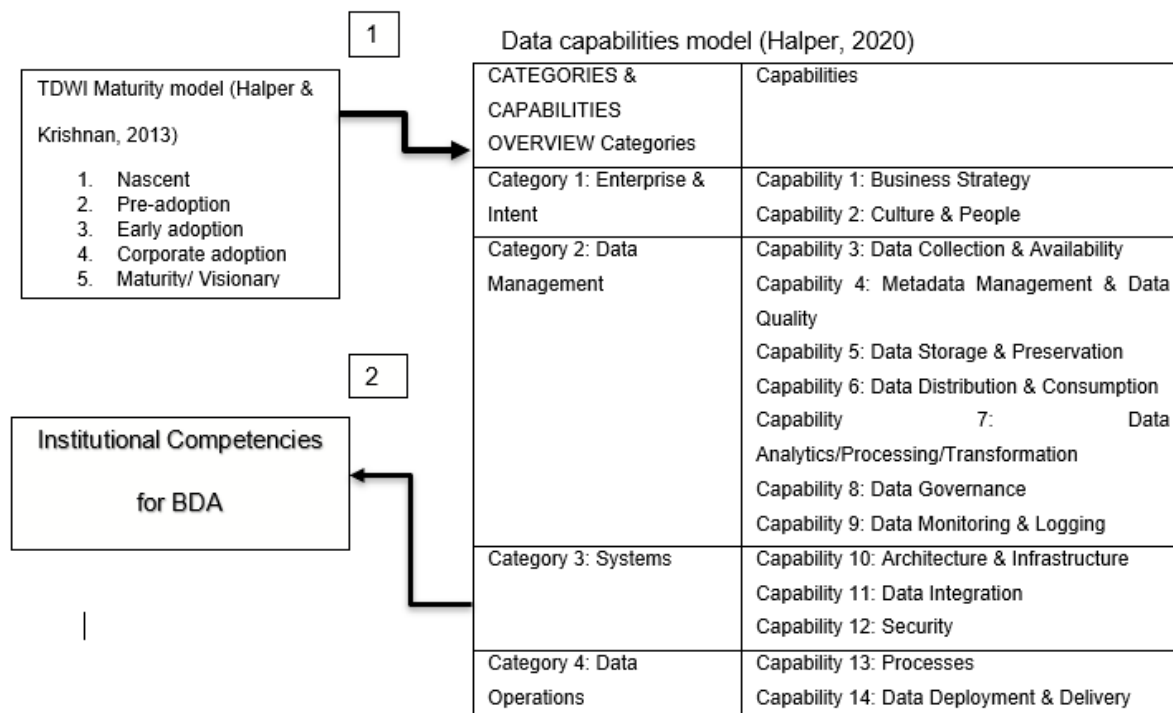 1
Data capabilities model (Halper, 2020)
TDWI Maturity model (Halper &
Krishnan, 2013)
1. Nascent
2. Pre-adoption
3. Early adoption
4. Corporate adoption
5. Maturity/ Visionary
CATEGORIES &
CAPABILITIES
OVERVIEW Categories
Capabilities
Category 1: Enterprise &
Intent
Capability 1: Business Strategy
Capability 2: Culture & People
Category 2: Data
Management
Capability 3: Data Collection & Availability
Capability 4: Metadata Management & Data
Quality
Capability 5: Data Storage & Preservation
Capability 6: Data Distribution & Consumption
Capability 7: Data
Analytics/Processing/Transformation
Capability 8: Data Governance
Capability 9: Data Monitoring & Logging
2
Institutional Competencies
for BDA
Category 3: Systems
Capability 10: Architecture & Infrastructure
Capability 11: Data Integration
Capability 12: Security
Category 4: Data
Operations
Capability 13: Processes
Capability 14: Data Deployment & Delivery